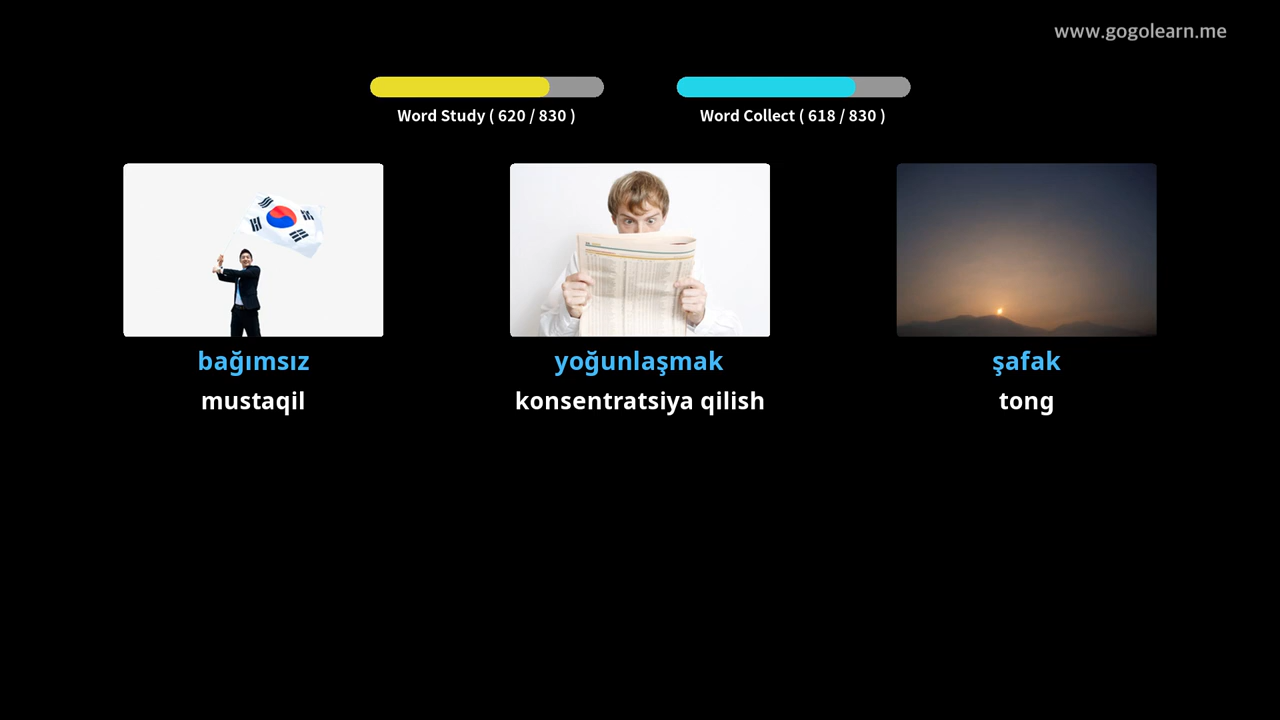 www.gogolearn.me
Word Study ( 620 / 830 )
Word Collect ( 618 / 830 )
bağımsız
mustaqil
yoğunlaşmak
konsentratsiya qilish
şafak
tong